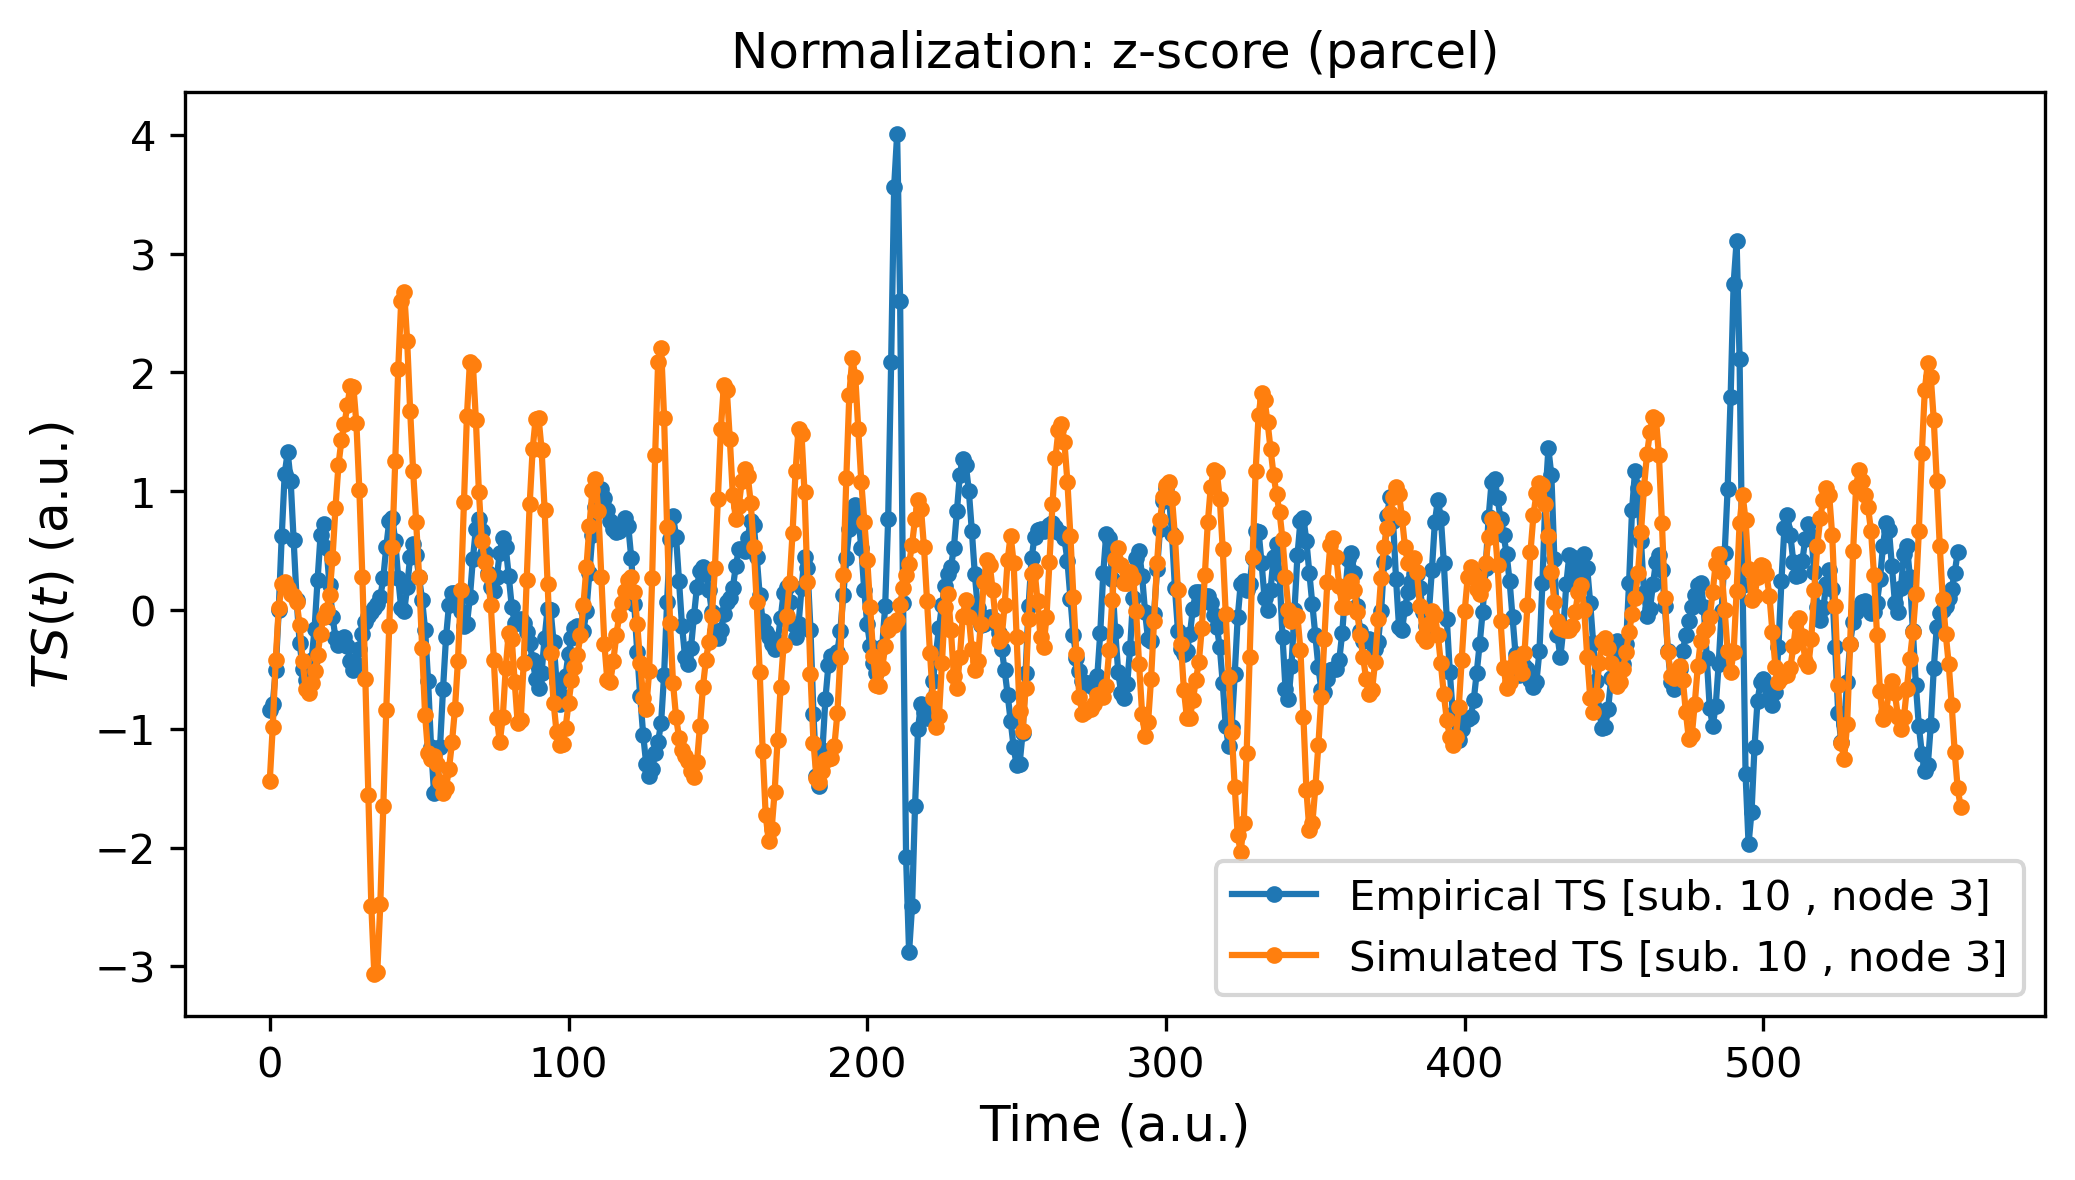 Normalization: z-score (parcel)
4
3
2
1
0
−1
−2
−3
TS(t) (a.u.)
Empirical TS [sub. 10 , node 3]
Simulated TS [sub. 10 , node 3]
0 100 200 300 400 500
Time (a.u.)